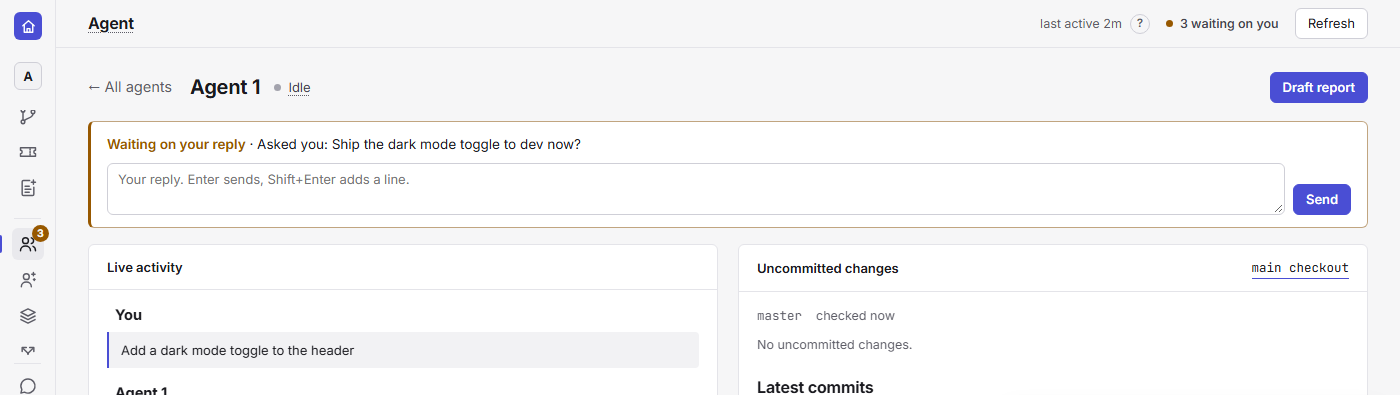 Agent
last active 2m
?
3 waiting on you
Refresh
A
← All agents
Agent 1
Idle
Draft report
Waiting on your reply · Asked you: Ship the dark mode toggle to dev now?
Your reply. Enter sends, Shift+Enter adds a line.
Send
3
Live activity
You
Add a dark mode toggle to the header
Agent 1
Uncommitted changes
main checkout
master checked now
No uncommitted changes.
Latest commits